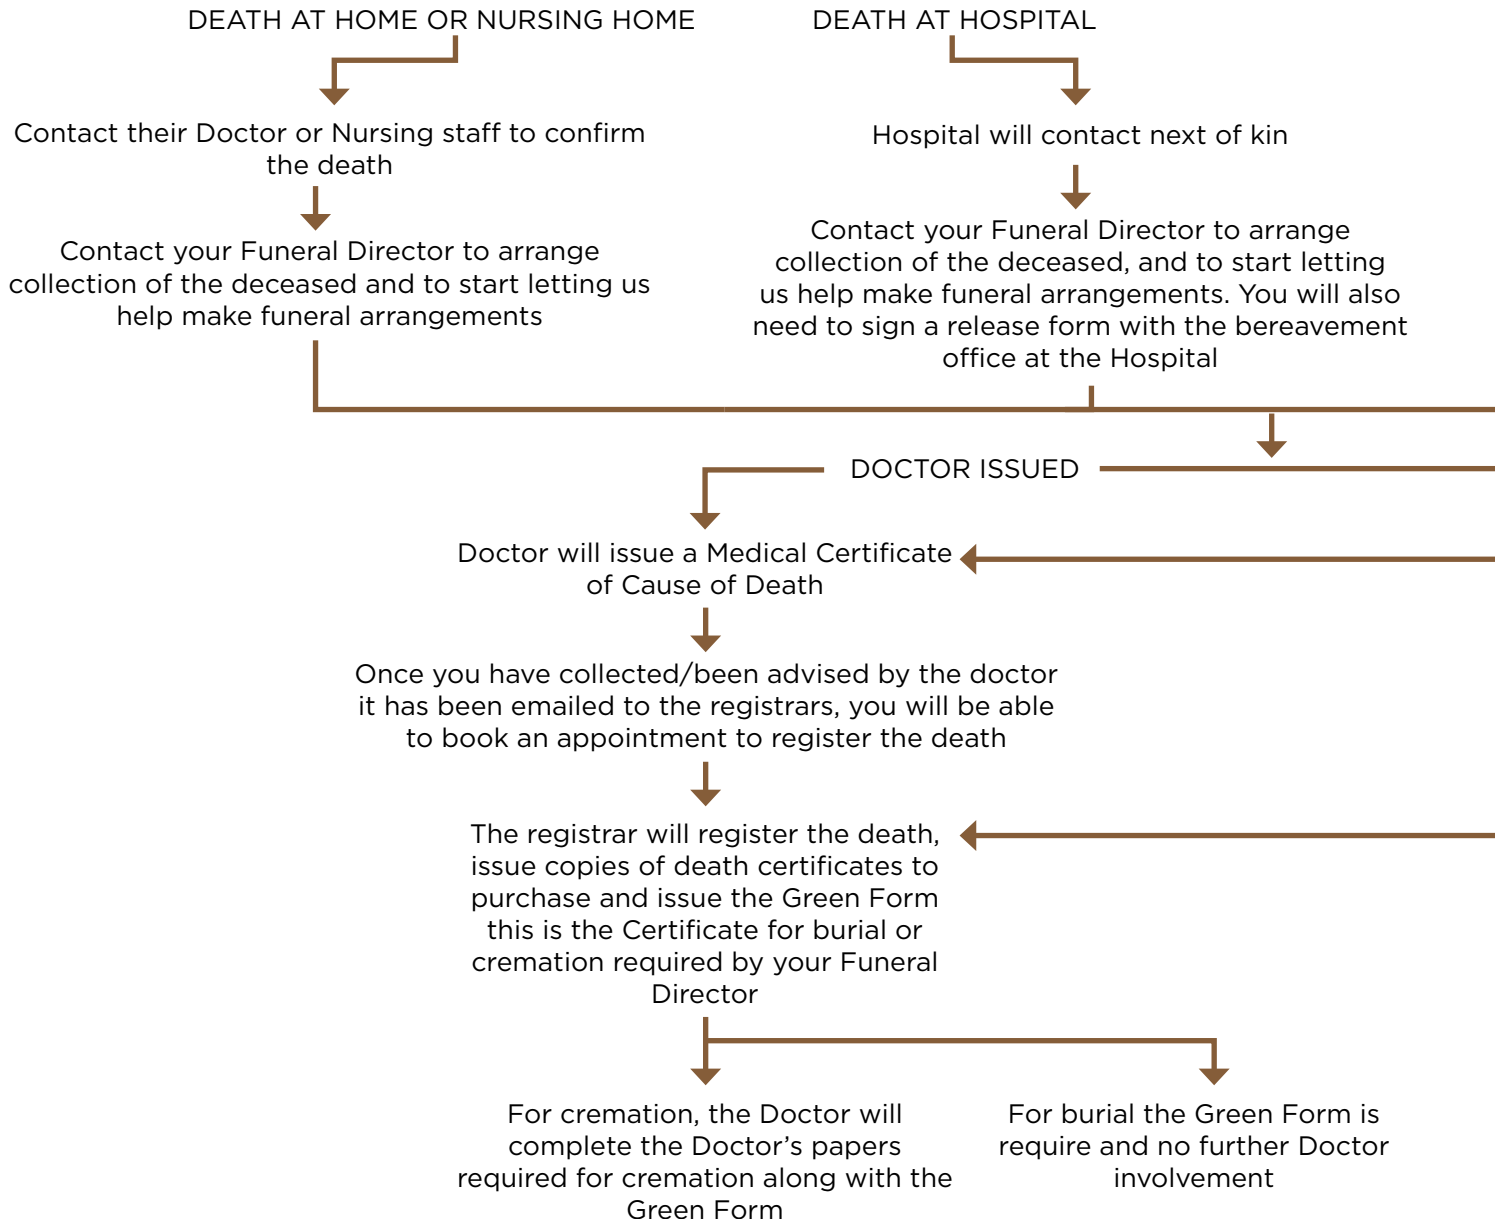 DEATH AT HOME OR NURSING HOME
DEATH AT HOSPITAL
Contact their Doctor or Nursing staff to confirm
the death
Hospital will contact next of kin
Contact your Funeral Director to arrange
collection of the deceased and to start letting us
help make funeral arrangements
Contact your Funeral Director to arrange
collection of the deceased, and to start letting
us help make funeral arrangements. You will also
need to sign a release form with the bereavement
office at the Hospital
DOCTOR ISSUED
Doctor will issue a Medical Certificate
of Cause of Death
Once you have collected/been advised by the doctor
it has been emailed to the registrars, you will be able
to book an appointment to register the death
The registrar will register the death,
issue copies of death certificates to
purchase and issue the Green Form
this is the Certificate for burial or
cremation required by your Funeral
Director
For cremation, the Doctor will
complete the Doctor's papers
required for cremation along with the
Green Form
For burial the Green Form is
require and no further Doctor
involvement